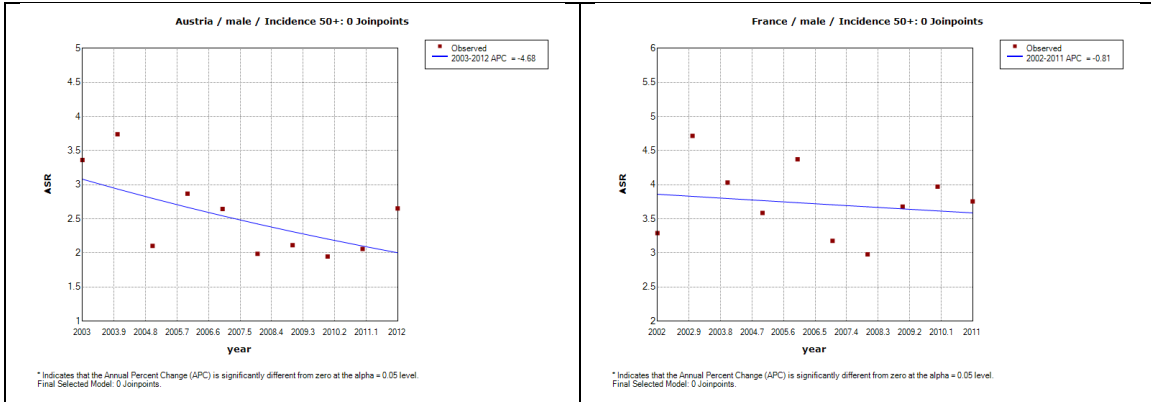 Austria / male / Incidence 50+: 0 Joinpoints
Observed
2003-2012 APC = -4.68
5
4.5
4
3.5
3
2.5
2
1.5
1
ASR
2003 2003.9 2004.8 2005.7 2006.6 2007.5 2008.4 2009.3 2010.2 2011.1 2012
year
* Indicates that the Annual Percent Change (APC) is significantly different from zero at the alpha = 0.05 level.
Final Selected Model: 0 Joinpoints.
France / male / Incidence 50+: 0 Joinpoints
Observed
2002-2011 APC = -0.81
6
5.5
5
4.5
4
3.5
3
2.5
2
ASR
2002 2002.9 2003.8 2004.7 2005.6 2006.5 2007.4 2008.3 2009.2 2010.1 2011
year
* Indicates that the Annual Percent Change (APC) is significantly different from zero at the alpha = 0.05 level.
Final Selected Model: 0 Joinpoints.